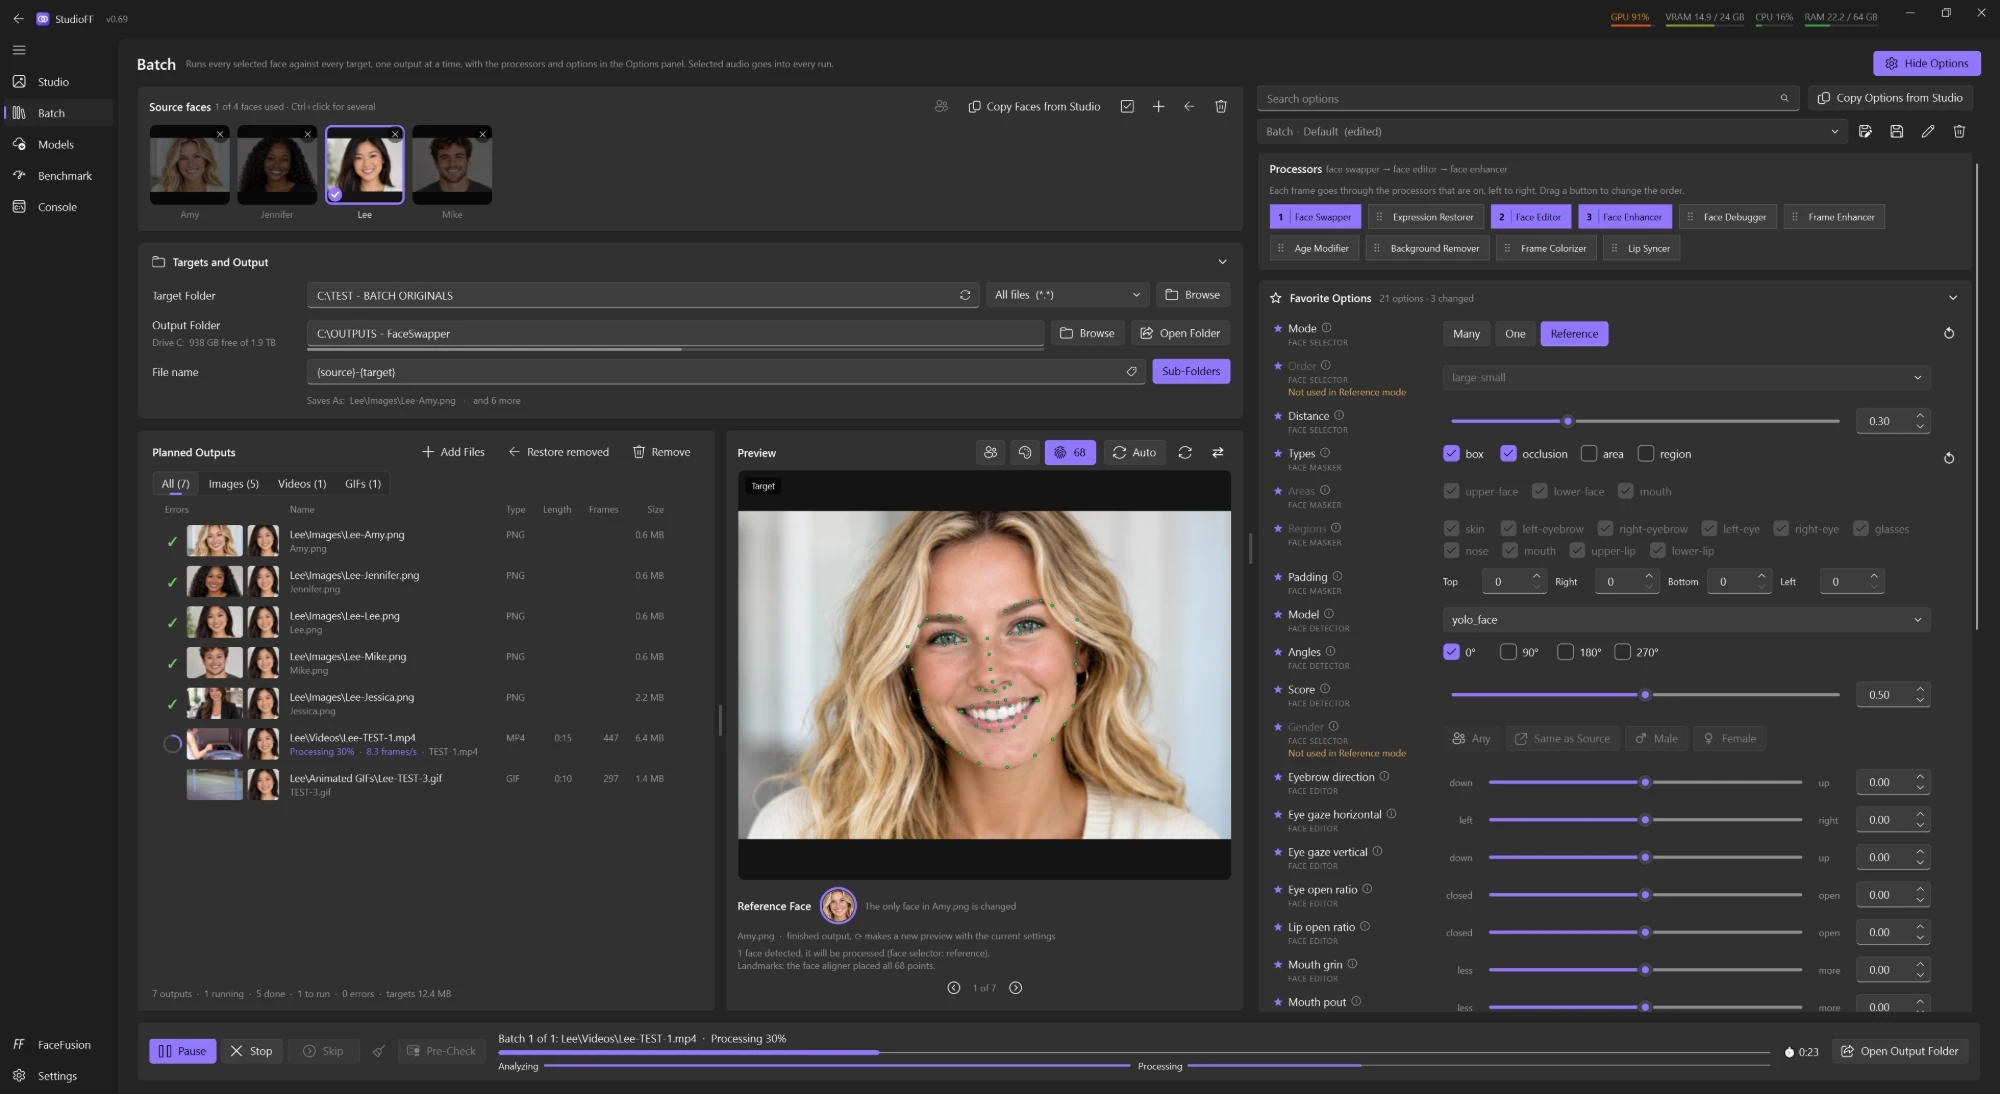 StudioFF v0.69
GPU 91% VRAM 14.9 / 24 GB CPU 16% RAM 22.2 / 64 GB
Studio
Batch
Models
Benchmark
Console
FaceFusion
Settings
Batch Runs every selected face against every target, one output at a time, with the processors and options in the Options panel. Selected audio goes into every run.
Hide Options
Source faces 1 of 4 faces used · Ctrl+click for several
Copy Faces from Studio
Amy Jennifer Lee Mike
Targets and Output
Target Folder C:\TEST - BATCH ORIGINALS All files (*.*) Browse
Output Folder C:\OUTPUTS - FaceSwapper Browse Open Folder
Drive C: 938 GB free of 1.9 TB
File name {source}-{target} Sub-Folders
Saves As: Lee\Images\Lee-Amy.png · and 6 more
Planned Outputs Add Files Restore removed Remove
All (7) Images (5) Videos (1) GIFs (1)
Errors Name Type Length Frames Size
Lee\Images\Lee-Amy.png PNG 0.6 MB
Amy.png
Lee\Images\Lee-Jennifer.png PNG 0.6 MB
Jennifer.png
Lee\Images\Lee-Lee.png PNG 0.6 MB
Lee.png
Lee\Images\Lee-Mike.png PNG 0.6 MB
Mike.png
Lee\Images\Lee-Jessica.png PNG 2.2 MB
Jessica.png
Lee\Videos\Lee-TEST-1.mp4 MP4 0:15 447 6.4 MB
Processing 30% · 8.3 frames/s · TEST-1.mp4
Lee\Animated GIFs\Lee-TEST-3.gif GIF 0:10 297 1.4 MB
TEST-3.gif
7 outputs · 1 running · 5 done · 1 to run · 0 errors · targets 12.4 MB
Preview 68 Auto
Target
Reference Face The only face in Amy.png is changed
Amy.png · finished output, ⟳ makes a new preview with the current settings
1 face detected, it will be processed (face selector: reference).
Landmarks: the face aligner placed all 68 points.
1 of 7
Search options Copy Options from Studio
Batch - Default (edited)
Processors face swapper → face editor → face enhancer
Each frame goes through the processors that are on, left to right. Drag a button to change the order.
1 Face Swapper Expression Restorer 2 Face Editor 3 Face Enhancer Face Debugger Frame Enhancer
Age Modifier Background Remover Frame Colorizer Lip Syncer
Favorite Options 21 options · 3 changed
Mode Many One Reference
FACE SELECTOR
Order large-small
FACE SELECTOR
Not used in Reference mode
Distance 0.30
FACE SELECTOR
Types box occlusion area region
FACE MASKER
Areas upper-face lower-face mouth
FACE MASKER
Regions skin left-eyebrow right-eyebrow left-eye right-eye glasses
FACE MASKER
nose mouth upper-lip lower-lip
Padding Top 0 Right 0 Bottom 0 Left 0
FACE MASKER
Model yolo_face
FACE DETECTOR
Angles 0° 90° 180° 270°
FACE DETECTOR
Score 0.50
FACE DETECTOR
Gender Any Same as Source Male Female
FACE SELECTOR
Not used in Reference mode
Eyebrow direction down up 0.00
FACE EDITOR
Eye gaze horizontal left right 0.00
FACE EDITOR
Eye gaze vertical down up 0.00
FACE EDITOR
Eye open ratio closed open 0.00
FACE EDITOR
Lip open ratio closed open 0.00
FACE EDITOR
Mouth grin less more 0.00
FACE EDITOR
Mouth pout less more 0.00
Pause Stop Skip Pre-Check
Batch 1 of 1: Lee\Videos\Lee-TEST-1.mp4 · Processing 30%
Analyzing Processing
0:23 Open Output Folder